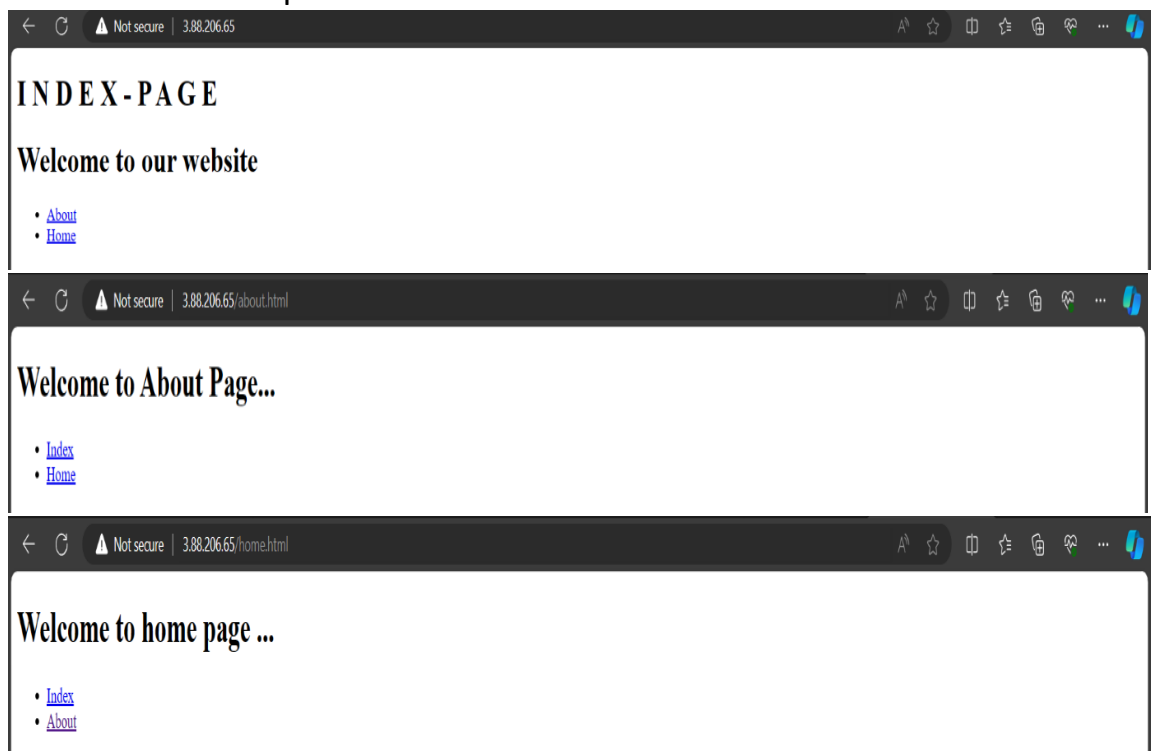 Not secure | 3.88.206.65
I N D E X - P A G E
Welcome to our website
• About
• Home
Not secure | 3.88.206.65/about.html
Welcome to About Page...
• Index
• Home
Not secure | 3.88.206.65/home.html
Welcome to home page ...
• Index
• About